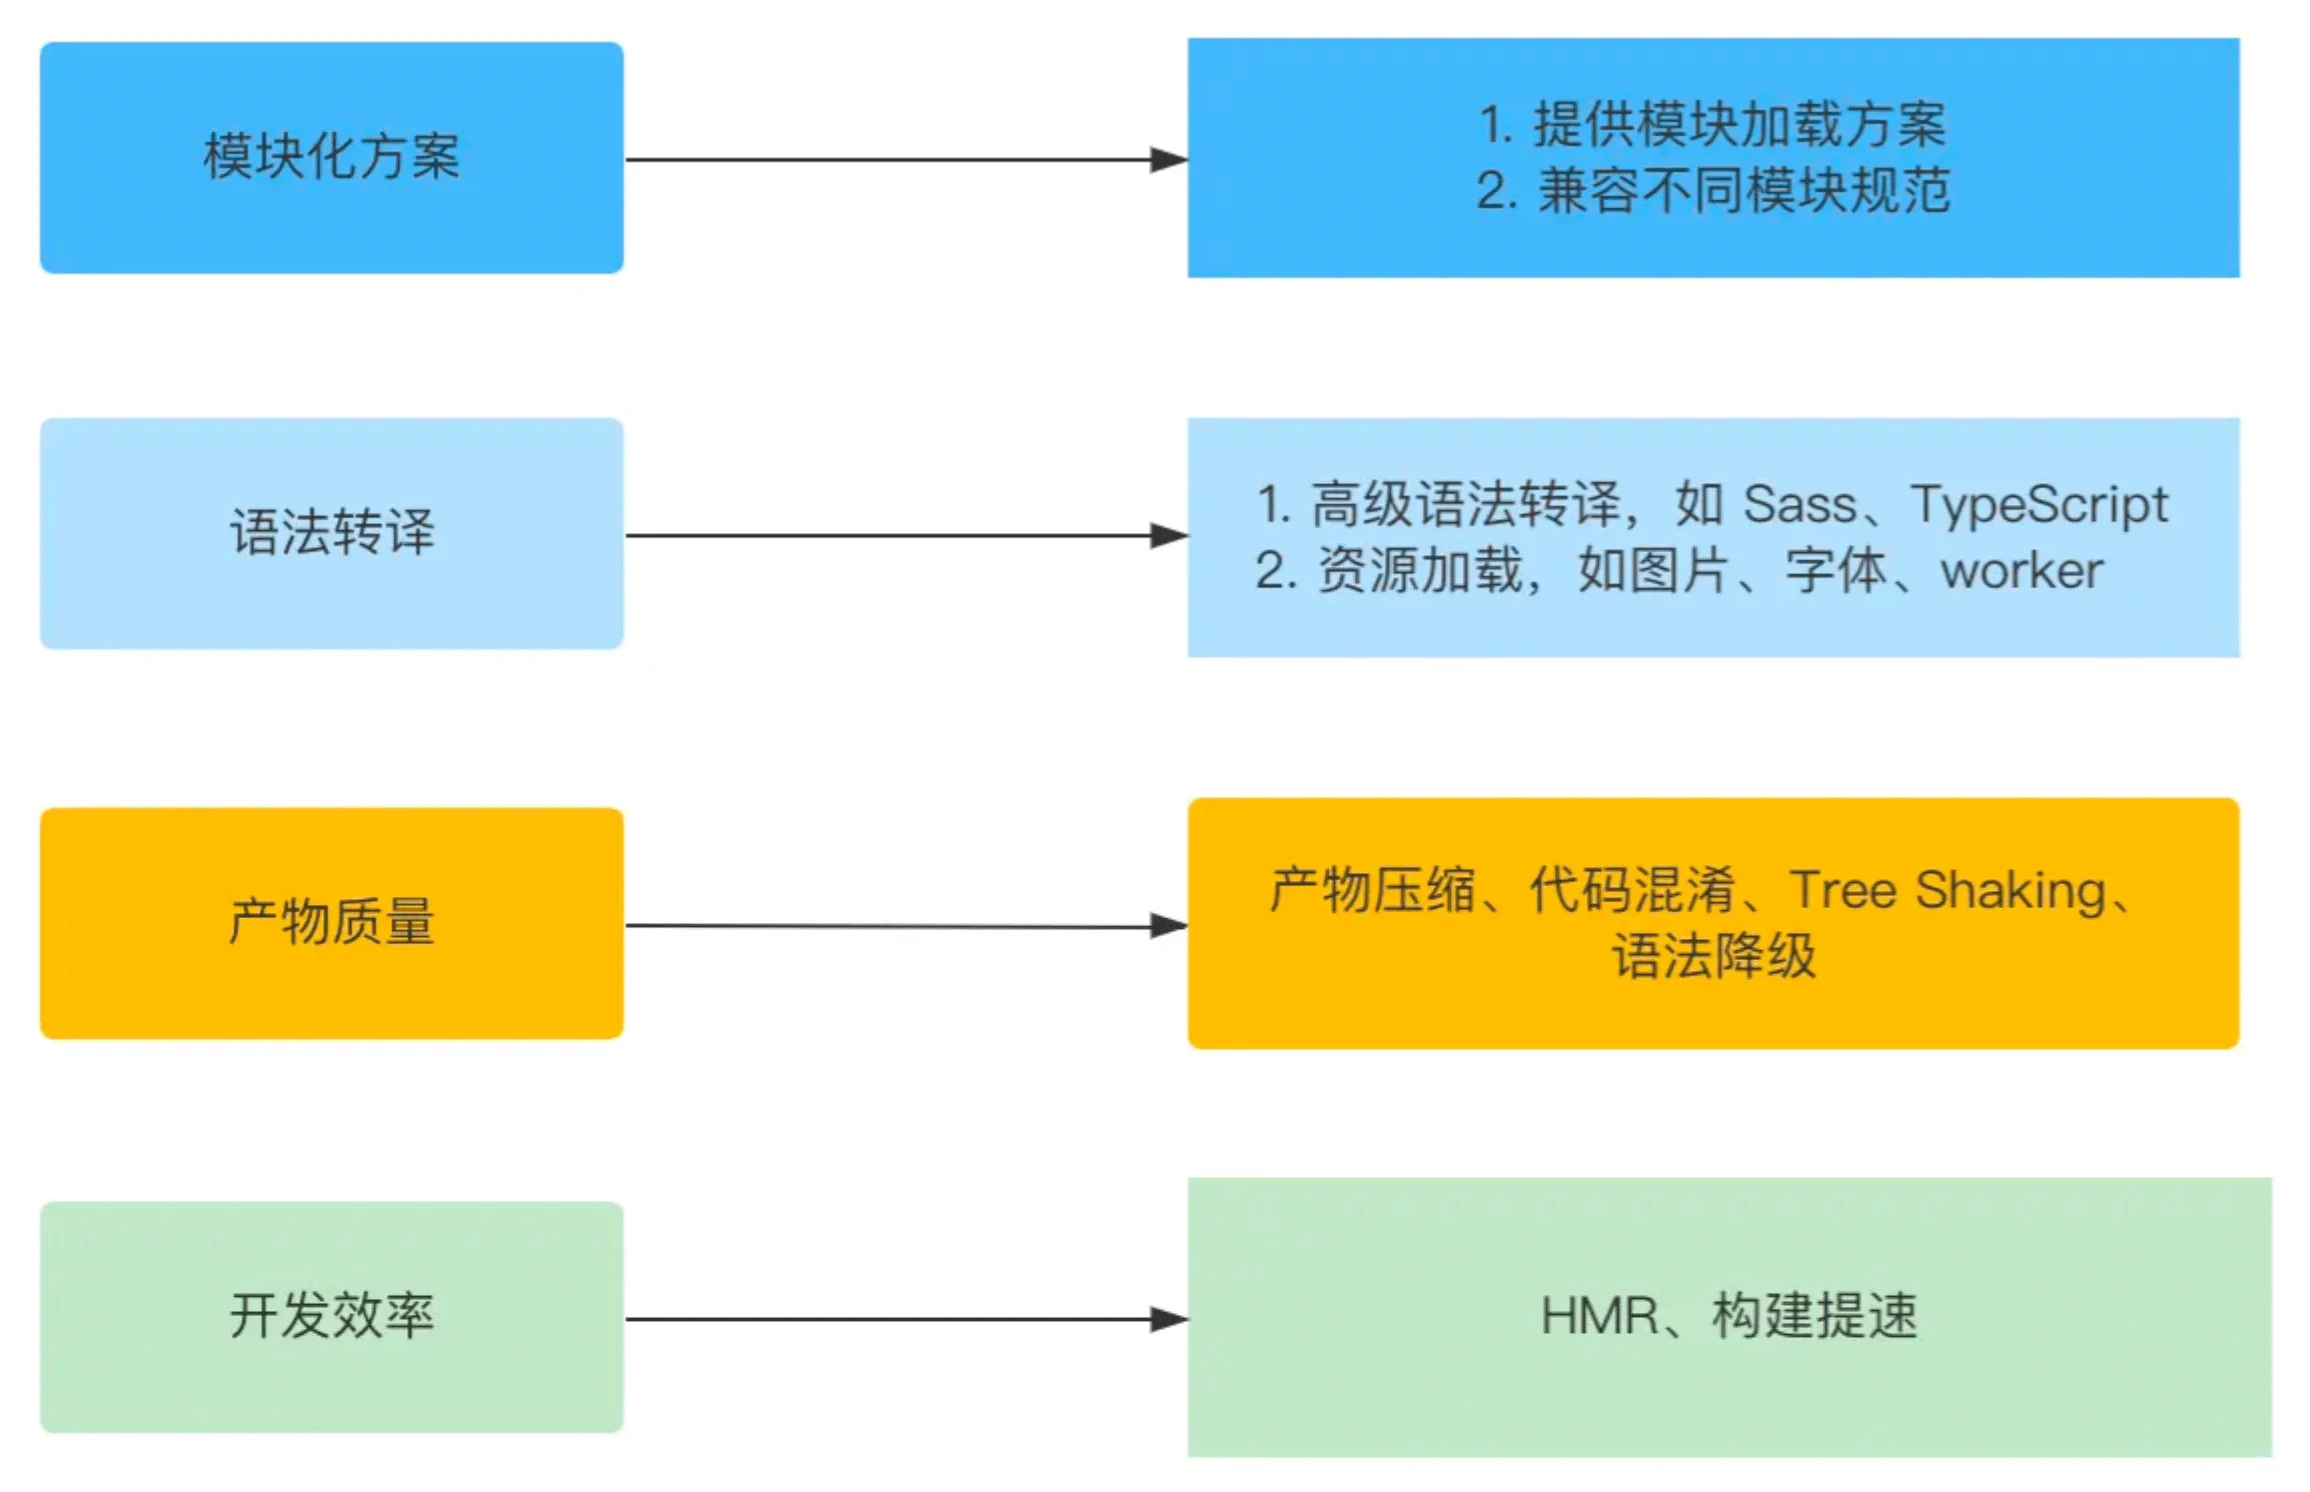 模块化方案
1. 提供模块加载方案
2. 兼容不同模块规范
语法转译
1. 高级语法转译，如 Sass、TypeScript
2. 资源加载，如图片、字体、worker
产物质量
产物压缩、代码混淆、Tree Shaking、
语法降级
开发效率
HMR、构建提速